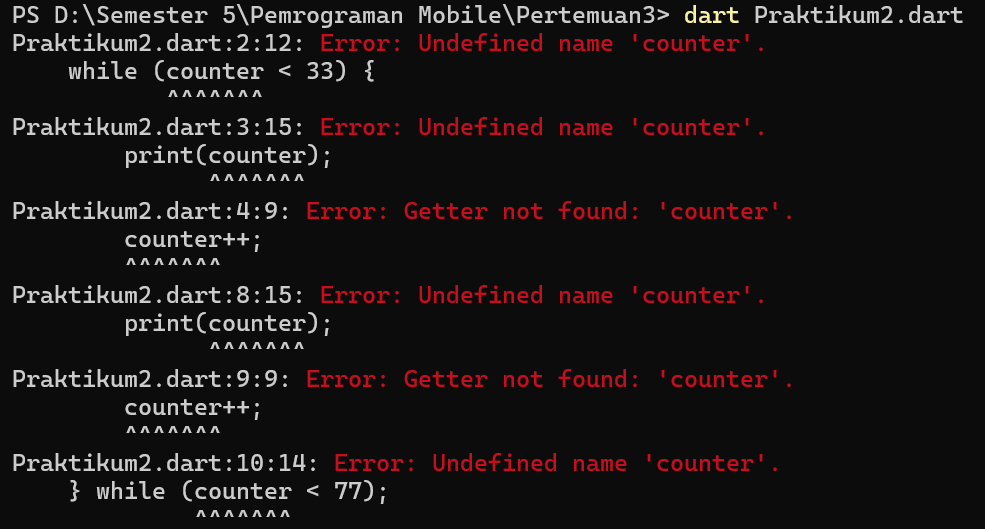 PS D:\Semester 5\Pemrograman Mobile\Pertemuan3> dart Praktikum2.dart
Praktikum2.dart:2:12: Error: Undefined name 'counter'.
    while (counter < 33) {
           ^^^^^^^
Praktikum2.dart:3:15: Error: Undefined name 'counter'.
        print(counter);
              ^^^^^^^
Praktikum2.dart:4:9: Error: Getter not found: 'counter'.
        counter++;
        ^^^^^^^
Praktikum2.dart:8:15: Error: Undefined name 'counter'.
        print(counter);
              ^^^^^^^
Praktikum2.dart:9:9: Error: Getter not found: 'counter'.
        counter++;
        ^^^^^^^
Praktikum2.dart:10:14: Error: Undefined name 'counter'.
    } while (counter < 77);
             ^^^^^^^